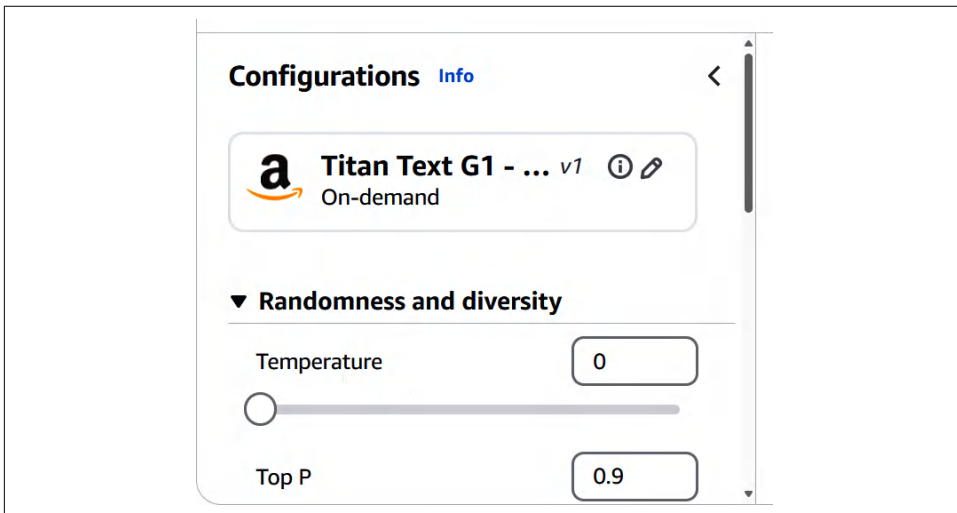 Configurations Info
Titan Text G1 - ... v1
On-demand
Randomness and diversity
Temperature 0
Top P 0.9